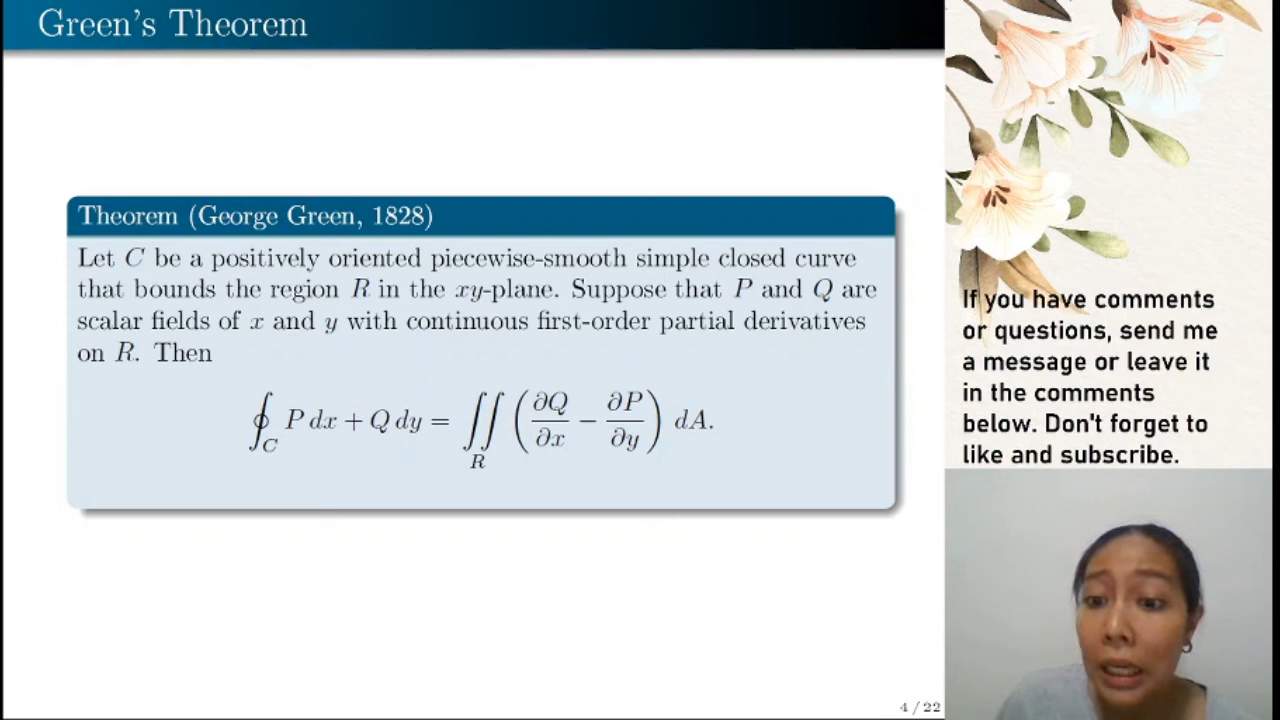 Green's Theorem
Theorem (George Green, 1828)
Let C be a positively oriented piecewise-smooth simple closed curve
that bounds the region R in the xy-plane. Suppose that P and Q are
scalar fields of x and y with continuous first-order partial derivatives
on R. Then
∮_C P dx + Q dy = ∬_R (∂Q/∂x − ∂P/∂y) dA.
4 / 22
If you have comments
or questions, send me
a message or leave it
in the comments
below. Don't forget to
like and subscribe.